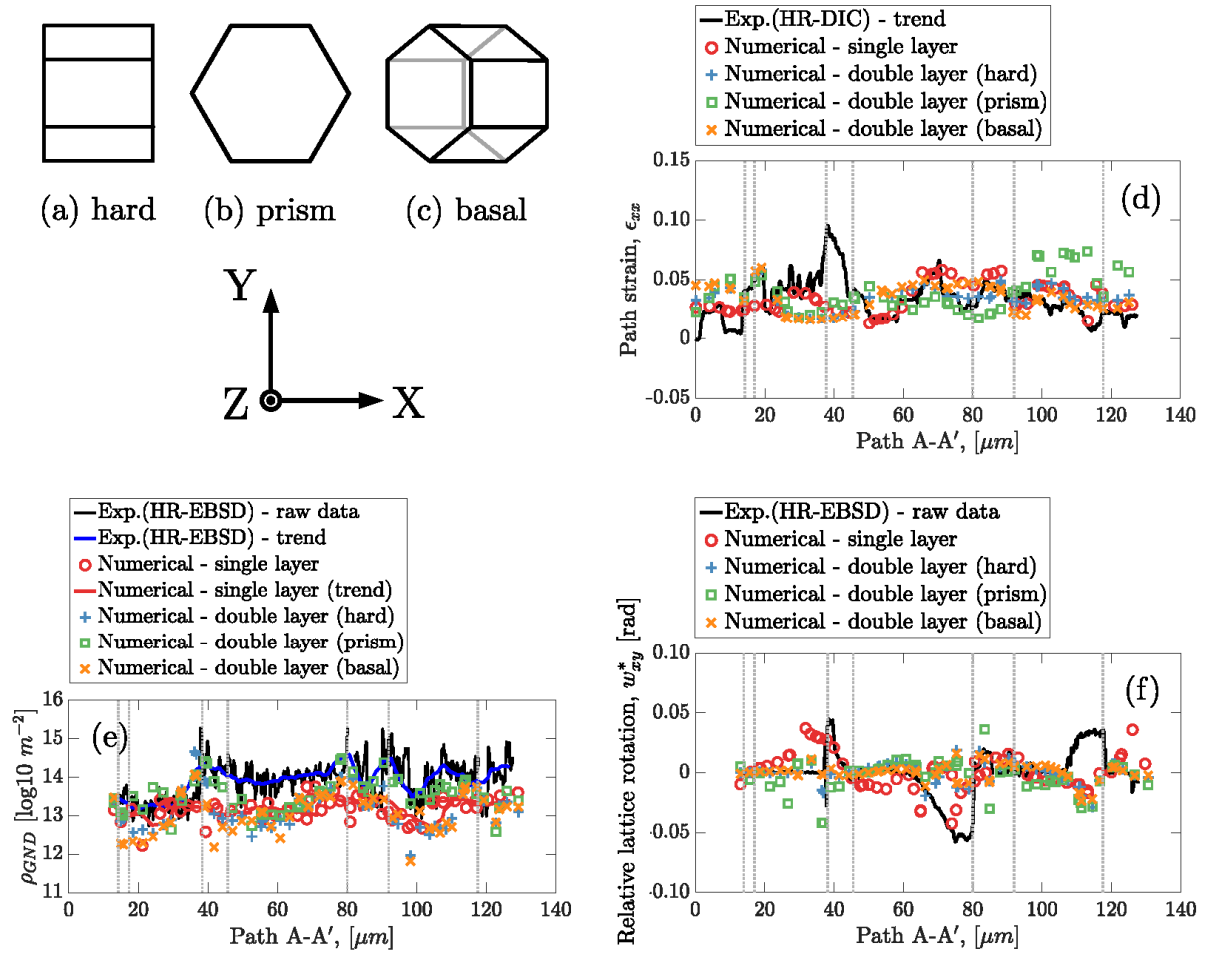 (a) hard
(b) prism
(c) basal
Y
Z
X
Exp.(HR-DIC) - trend
Numerical - single layer
Numerical - double layer (hard)
Numerical - double layer (prism)
Numerical - double layer (basal)
(d)
Path strain, ϵxx
0.15
0.10
0.05
0
-0.05
0 20 40 60 80 100 120 140
Path A-A′, [μm]
Exp.(HR-EBSD) - raw data
Exp.(HR-EBSD) - trend
Numerical - single layer
Numerical - single layer (trend)
Numerical - double layer (hard)
Numerical - double layer (prism)
Numerical - double layer (basal)
(e)
ρGND [log10 m⁻²]
16
15
14
13
12
11
0 20 40 60 80 100 120 140
Path A-A′, [μm]
Exp.(HR-EBSD) - raw data
Numerical - single layer
Numerical - double layer (hard)
Numerical - double layer (prism)
Numerical - double layer (basal)
(f)
Relative lattice rotation, w*xy [rad]
0.10
0.05
0
-0.05
-0.10
0 20 40 60 80 100 120 140
Path A-A′, [μm]